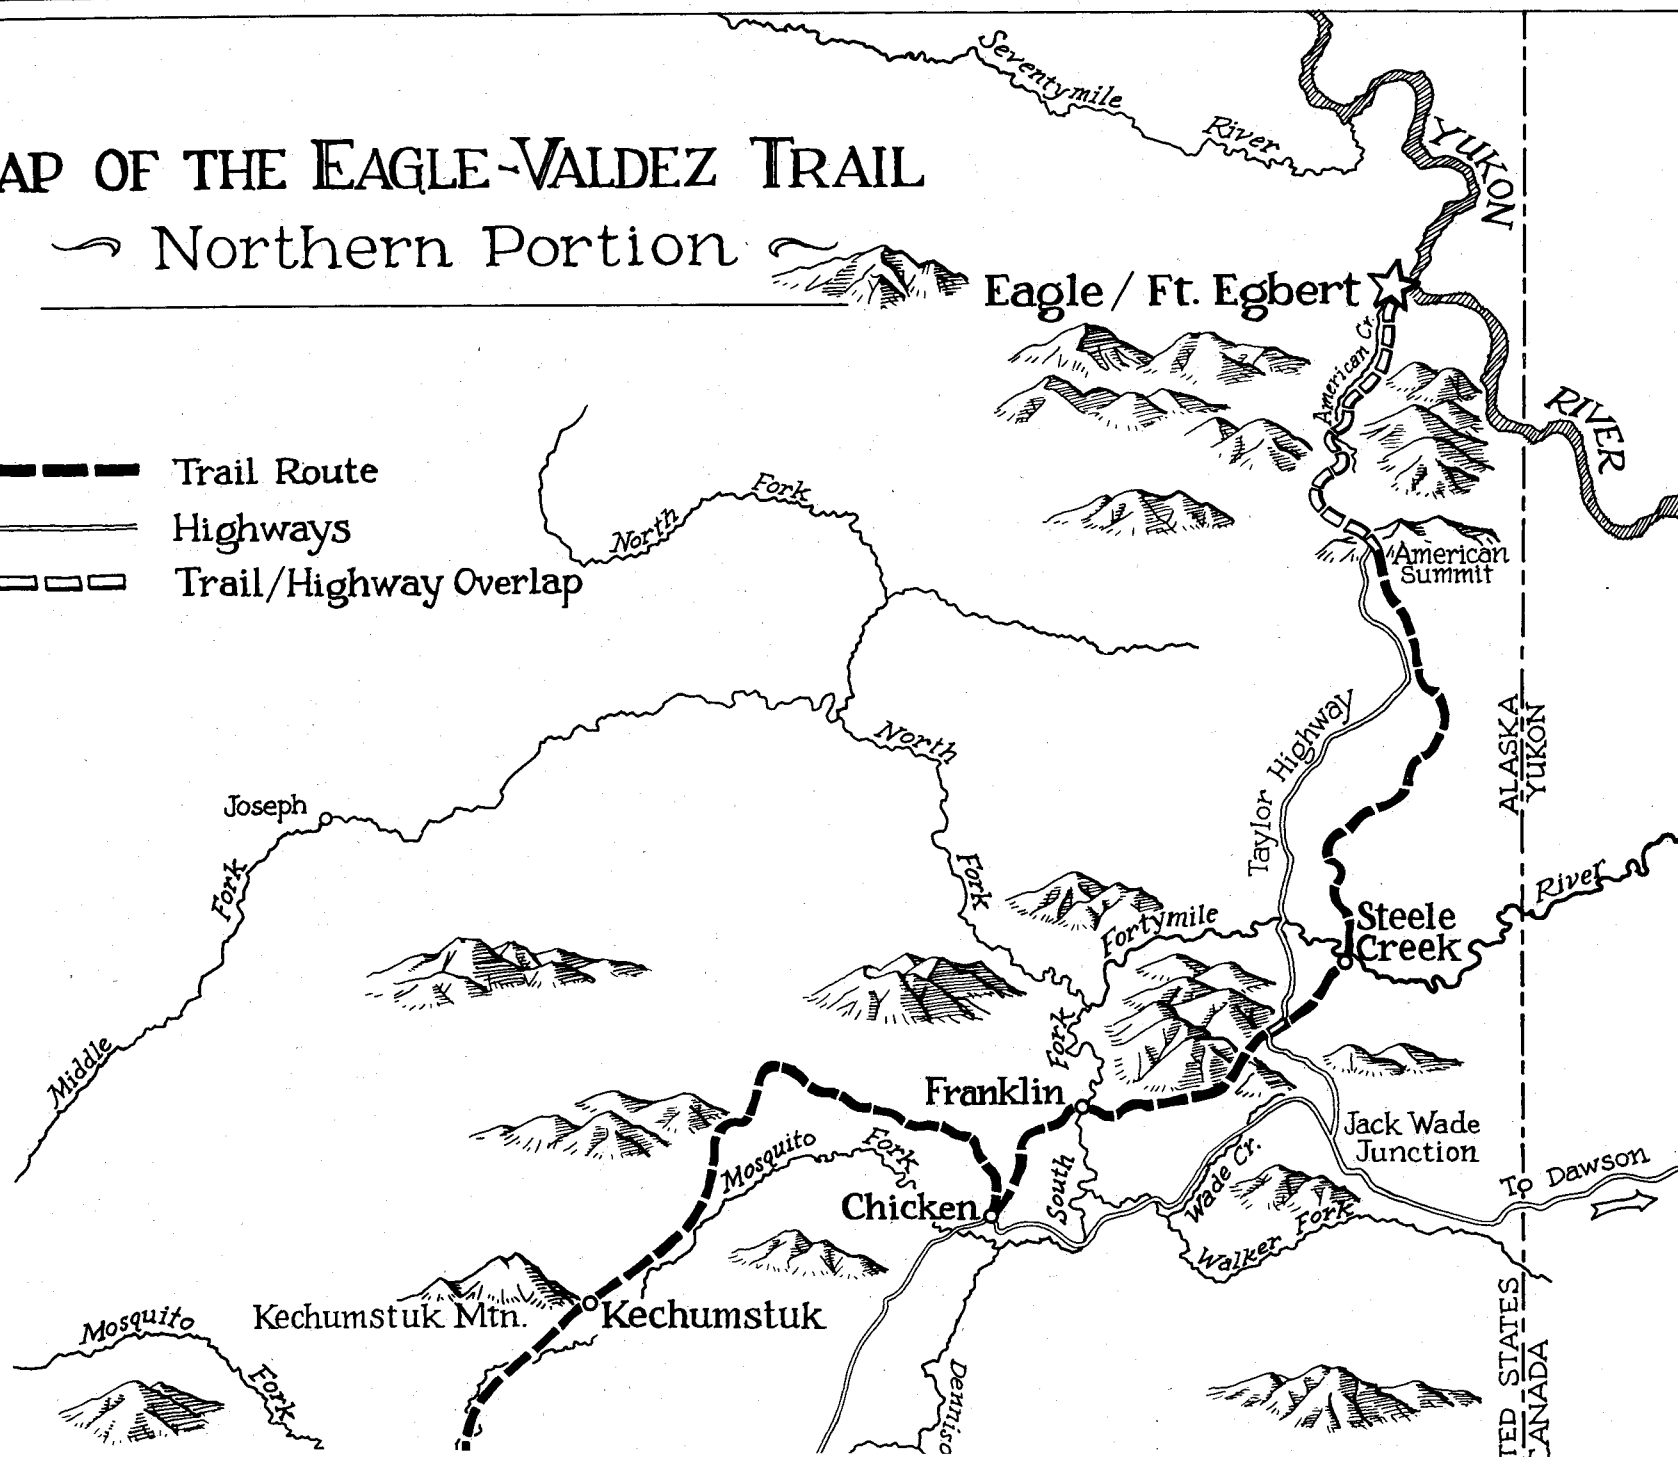 AP OF THE EAGLE-VALDEZ TRAIL
Northern Portion
Trail Route
Highways
Trail/Highway Overlap
Seventymile
River
YUKON
RIVER
Eagle / Ft. Egbert
American Cr.
American
Summit
North
Fork
North
Fork
Joseph
Fork
Middle
Taylor Highway
ALASKA
YUKON
Steele
Creek
River
Fortymile
Fork
Franklin
South
Jack Wade
Junction
To Dawson
Wade Cr.
Walker Fork
Mosquito
Fork
Chicken
Kechumstuk Mtn.
Kechumstuk
Mosquito
Fork
Denniso
TED STATES
CANADA